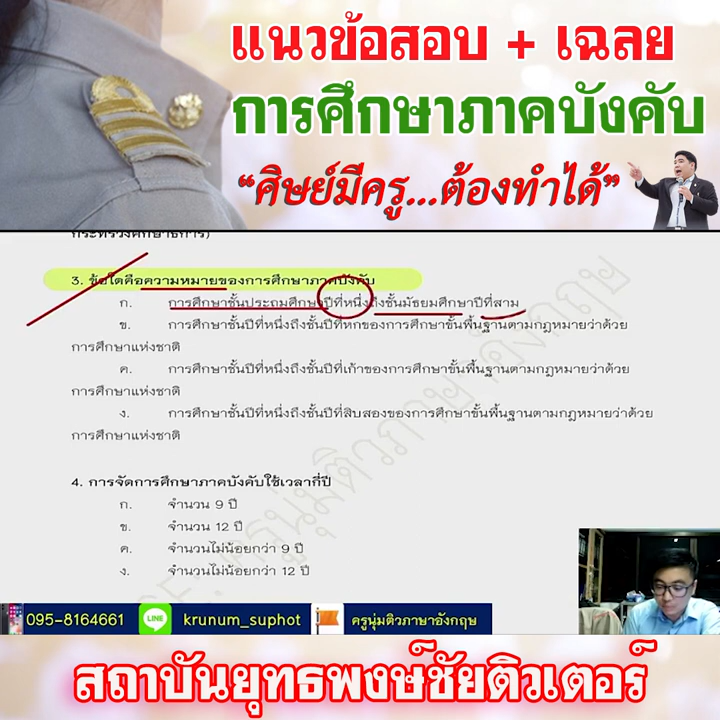 แนวข้อสอบ + เฉลย
การศึกษาภาคบังคับ
“ศิษย์มีครู...ต้องทำได้”
กระทรวงศึกษาธิการ)
3. ข้อใดคือความหมายของการศึกษาภาคบังคับ
ก. การศึกษาชั้นประถมศึกษาปีที่หนึ่งถึงชั้นมัธยมศึกษาปีที่สาม
ข. การศึกษาชั้นปีที่หนึ่งถึงชั้นปีที่หกของการศึกษาขั้นพื้นฐานตามกฎหมายว่าด้วย
การศึกษาแห่งชาติ
ค. การศึกษาชั้นปีที่หนึ่งถึงชั้นปีที่เก้าของการศึกษาขั้นพื้นฐานตามกฎหมายว่าด้วย
การศึกษาแห่งชาติ
ง. การศึกษาชั้นปีที่หนึ่งถึงชั้นปีที่สิบสองของการศึกษาขั้นพื้นฐานตามกฎหมายว่าด้วย
การศึกษาแห่งชาติ
4. การจัดการศึกษาภาคบังคับใช้เวลากี่ปี
ก. จำนวน 9 ปี
ข. จำนวน 12 ปี
ค. จำนวนไม่น้อยกว่า 9 ปี
ง. จำนวนไม่น้อยกว่า 12 ปี
095-8164661 LINE krunum_suphot ครูนุ่มติวภาษาอังกฤษ
สถาบันยุทธพงษ์ชัยติวเตอร์